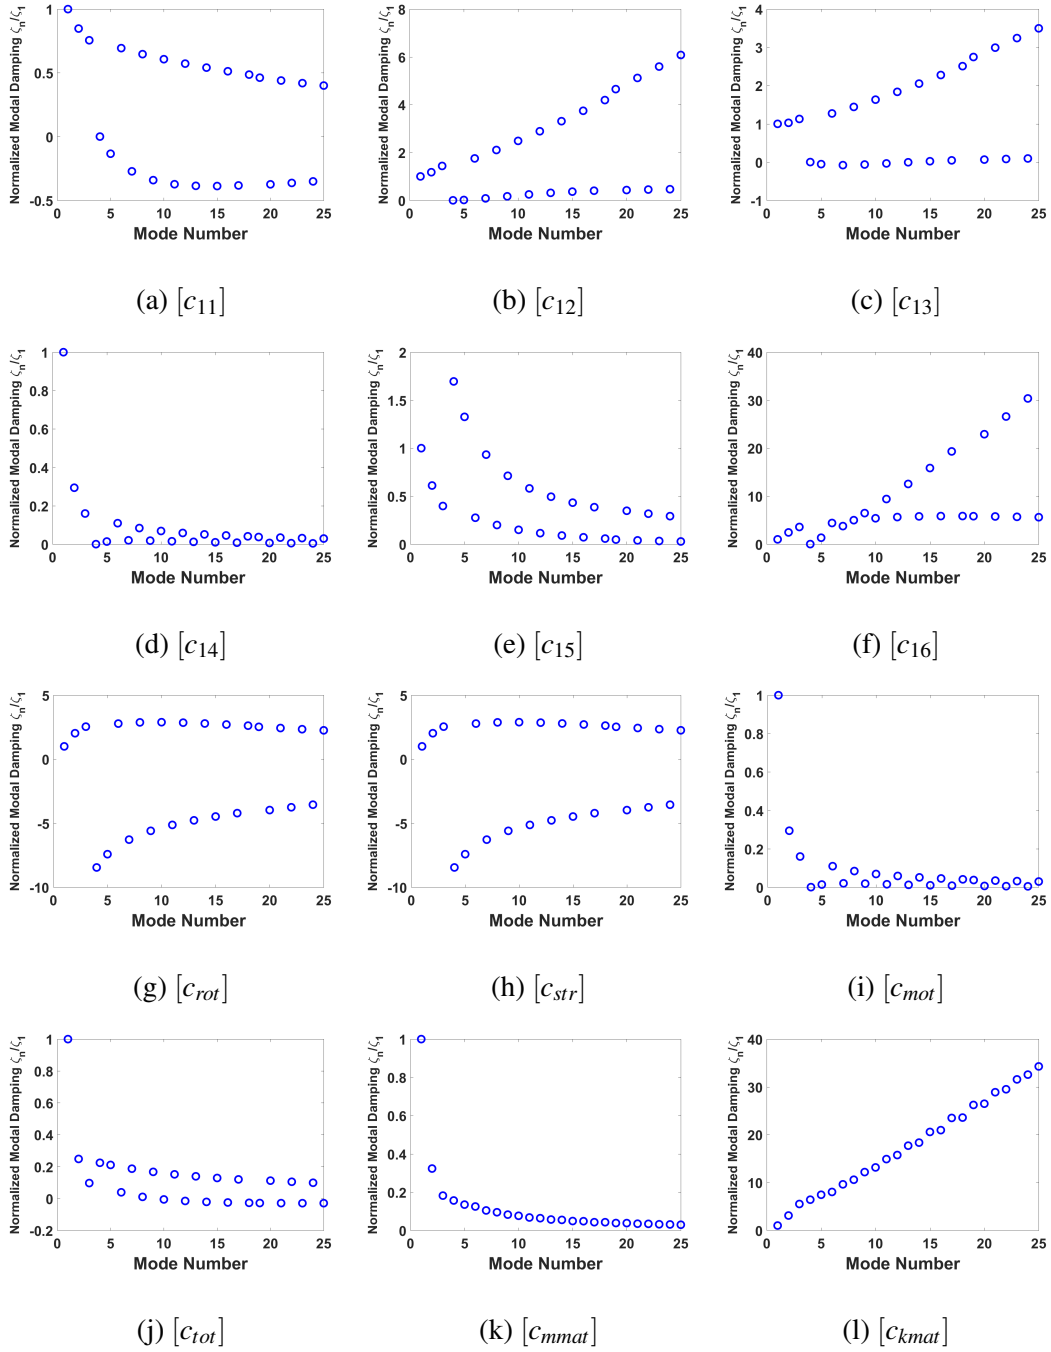 Normalized Modal Damping ζn/ζ1
1
0.5
0
-0.5
0 5 10 15 20 25
Mode Number
(a) [c11]
Normalized Modal Damping ζn/ζ1
8
6
4
2
0
0 5 10 15 20 25
Mode Number
(b) [c12]
Normalized Modal Damping ζn/ζ1
4
3
2
1
0
-1
0 5 10 15 20 25
Mode Number
(c) [c13]
Normalized Modal Damping ζn/ζ1
1
0.8
0.6
0.4
0.2
0
0 5 10 15 20 25
Mode Number
(d) [c14]
Normalized Modal Damping ζn/ζ1
2
1.5
1
0.5
0
0 5 10 15 20 25
Mode Number
(e) [c15]
Normalized Modal Damping ζn/ζ1
40
30
20
10
0
0 5 10 15 20 25
Mode Number
(f) [c16]
Normalized Modal Damping ζn/ζ1
5
0
-5
-10
0 5 10 15 20 25
Mode Number
(g) [crot]
Normalized Modal Damping ζn/ζ1
5
0
-5
-10
0 5 10 15 20 25
Mode Number
(h) [cstr]
Normalized Modal Damping ζn/ζ1
1
0.8
0.6
0.4
0.2
0
0 5 10 15 20 25
Mode Number
(i) [cmot]
Normalized Modal Damping ζn/ζ1
1
0.8
0.6
0.4
0.2
0
-0.2
0 5 10 15 20 25
Mode Number
(j) [ctot]
Normalized Modal Damping ζn/ζ1
1
0.8
0.6
0.4
0.2
0
0 5 10 15 20 25
Mode Number
(k) [cmmat]
Normalized Modal Damping ζn/ζ1
40
30
20
10
0
0 5 10 15 20 25
Mode Number
(l) [ckmat]